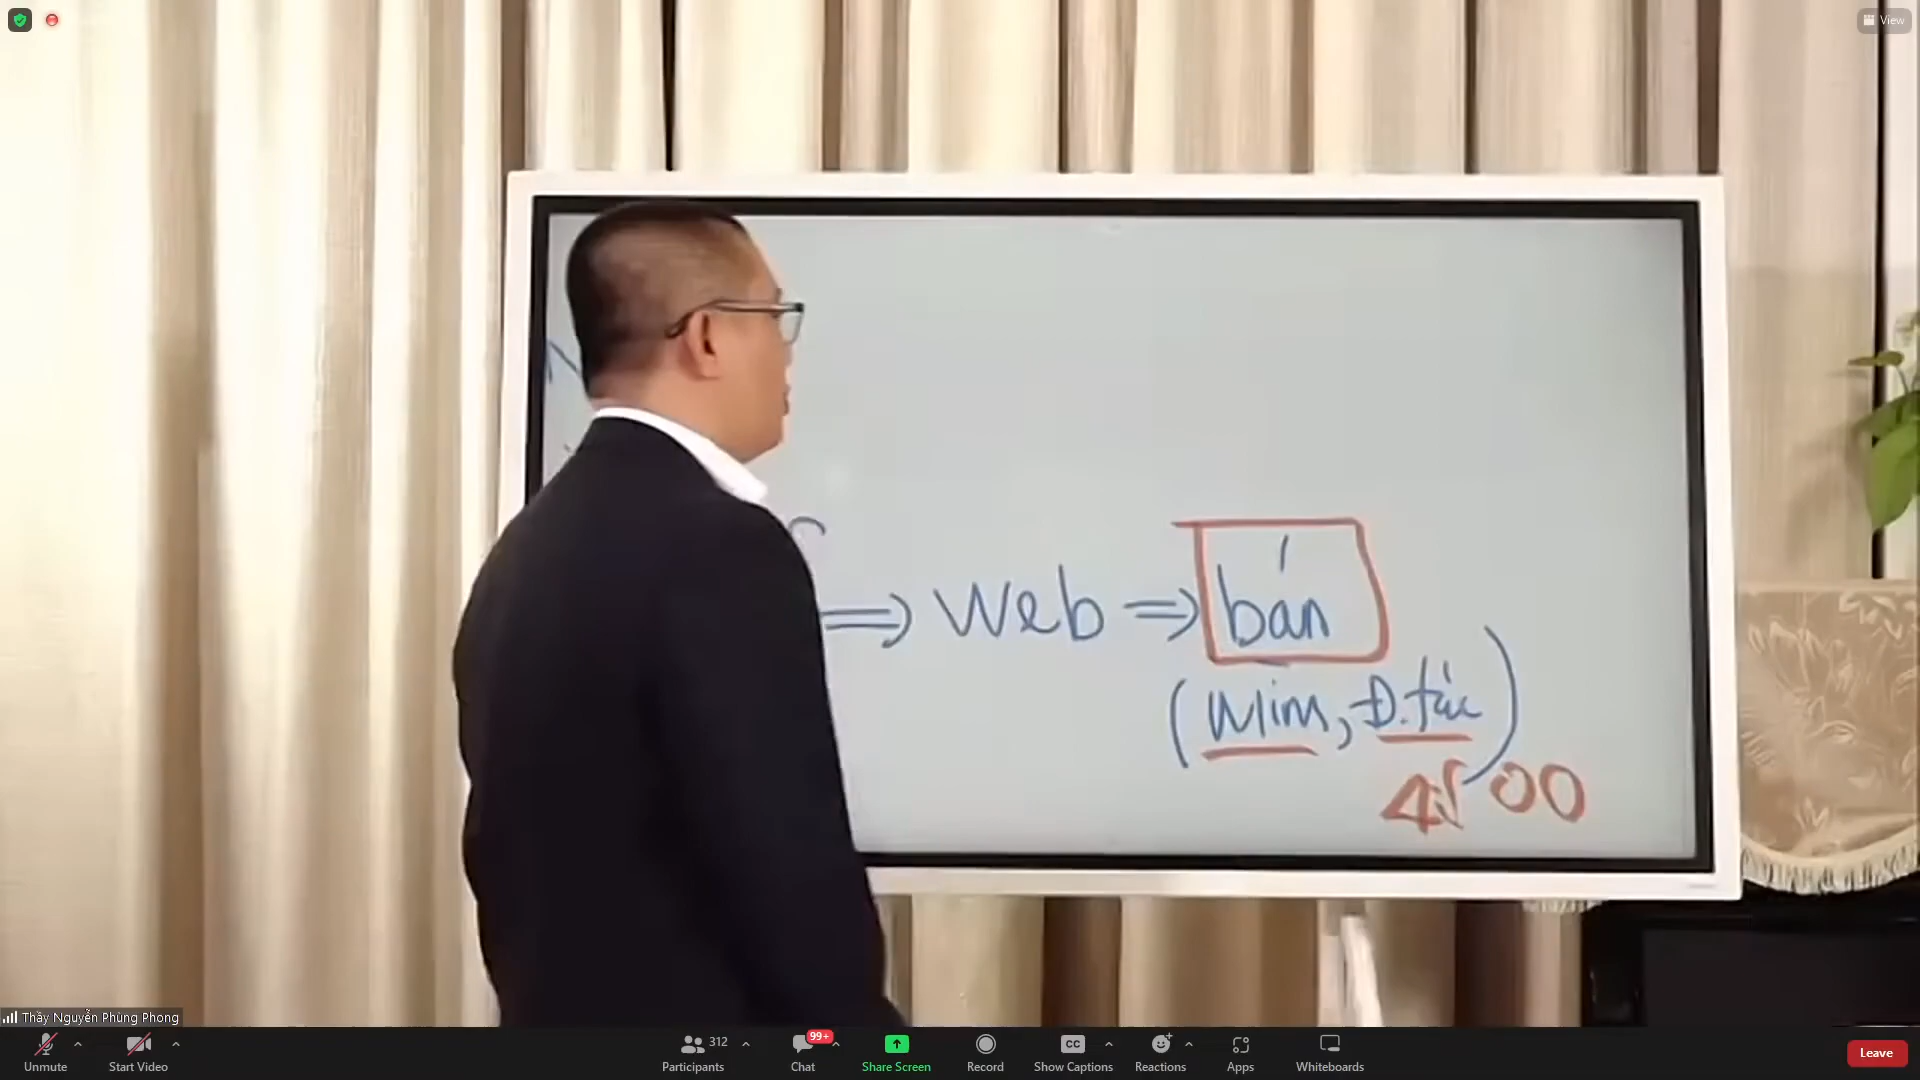 View
⇒ Web ⇒ bán
(Mình, Đ.tác)
4500
Thầy Nguyễn Phùng Phong
Unmute
Start Video
312
Participants
99+
Chat
Share Screen
Record
CC
Show Captions
Reactions
Apps
Whiteboards
Leave